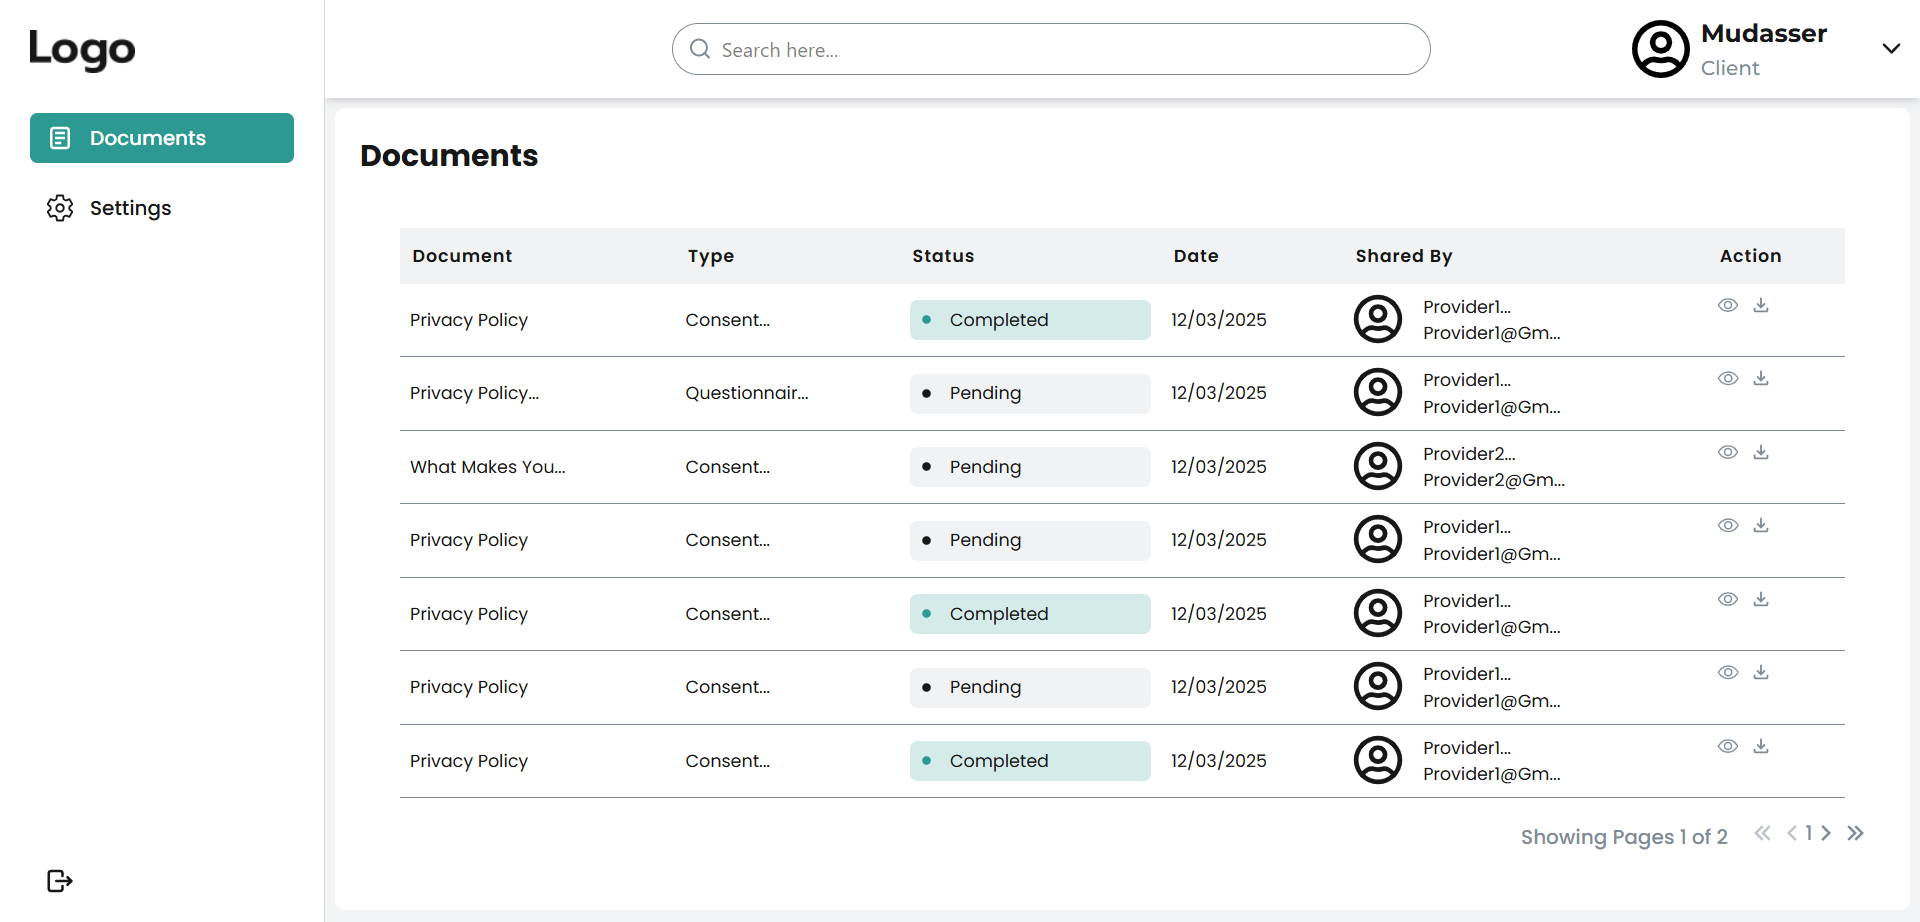 Logo
Search here...
Mudasser
Client
Documents
Settings
Documents
Document Type Status Date Shared By Action
Privacy Policy Consent... Completed 12/03/2025 Provider1...
Provider1@Gm...
Privacy Policy... Questionnair... Pending 12/03/2025 Provider1...
Provider1@Gm...
What Makes You... Consent... Pending 12/03/2025 Provider2...
Provider2@Gm...
Privacy Policy Consent... Pending 12/03/2025 Provider1...
Provider1@Gm...
Privacy Policy Consent... Completed 12/03/2025 Provider1...
Provider1@Gm...
Privacy Policy Consent... Pending 12/03/2025 Provider1...
Provider1@Gm...
Privacy Policy Consent... Completed 12/03/2025 Provider1...
Provider1@Gm...
Showing Pages 1 of 2 1